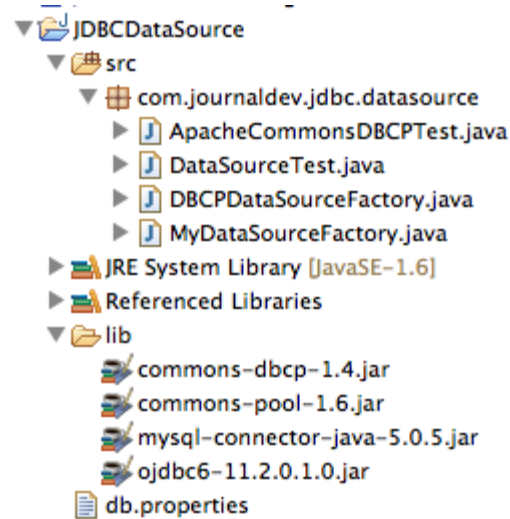 JDBCDataSource
src
com.journaldev.jdbc.datasource
ApacheCommonsDBCPTest.java
DataSourceTest.java
DBCPDataSourceFactory.java
MyDataSourceFactory.java
JRE System Library [JavaSE-1.6]
Referenced Libraries
lib
commons-dbcp-1.4.jar
commons-pool-1.6.jar
mysql-connector-java-5.0.5.jar
ojdbc6-11.2.0.1.0.jar
db.properties